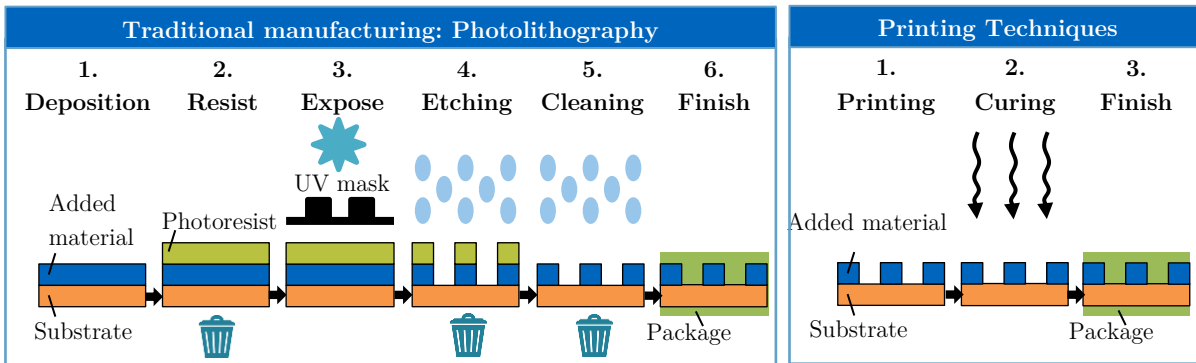 Traditional manufacturing: Photolithography
1. 2. 3. 4. 5. 6.
Deposition Resist Expose Etching Cleaning Finish
UV mask
Added
material
Photoresist
Substrate
Package
Printing Techniques
1. 2. 3.
Printing Curing Finish
Added material
Substrate
Package